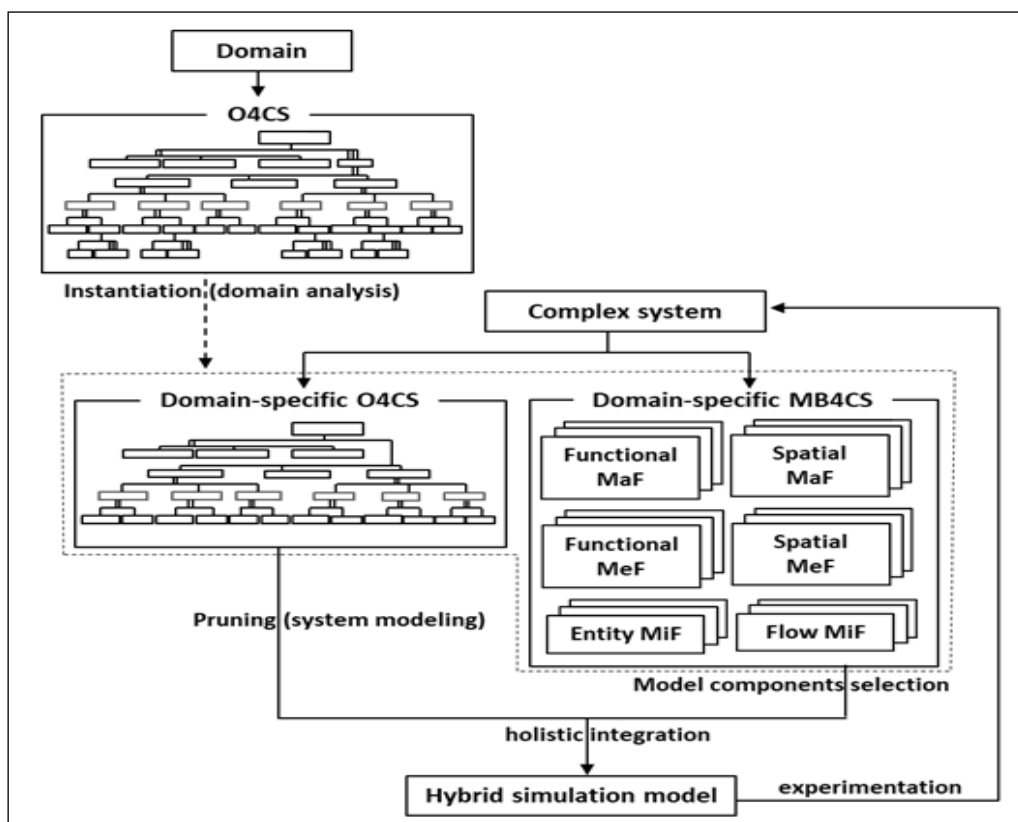 Domain
O4CS
Instantiation (domain analysis)
Complex system
Domain-specific O4CS
Domain-specific MB4CS
Functional
MaF
Spatial
MaF
Functional
MeF
Spatial
MeF
Entity MiF
Flow MiF
Pruning (system modeling)
Model components selection
holistic integration
Hybrid simulation model
experimentation